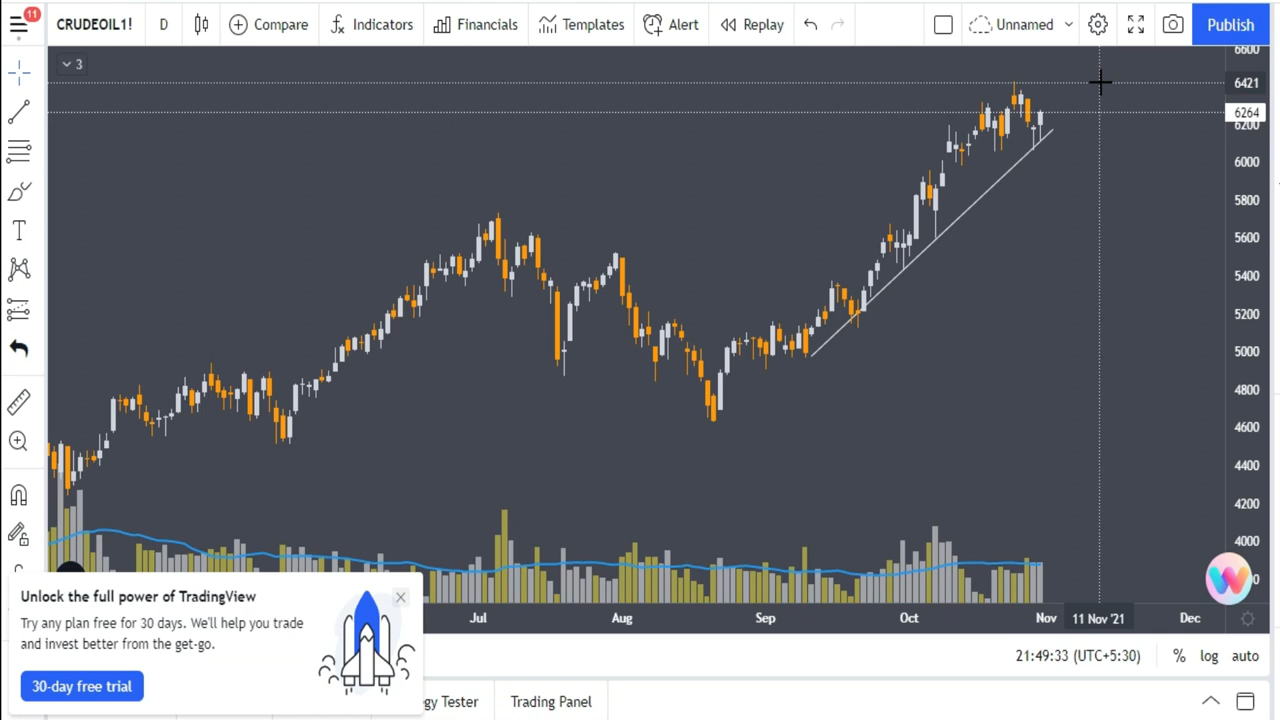 11
CRUDEOIL1!
D
Compare
Indicators
Financials
Templates
Alert
Replay
Unnamed
Publish
3
6600
6421
6264
6200
6000
5800
5600
5400
5200
5000
4800
4600
4400
4200
4000
Jul
Aug
Sep
Oct
Nov
11 Nov '21
Dec
Unlock the full power of TradingView
Try any plan free for 30 days. We'll help you trade
and invest better from the get-go.
30-day free trial
21:49:33 (UTC+5:30)
%
log
auto
gy Tester
Trading Panel